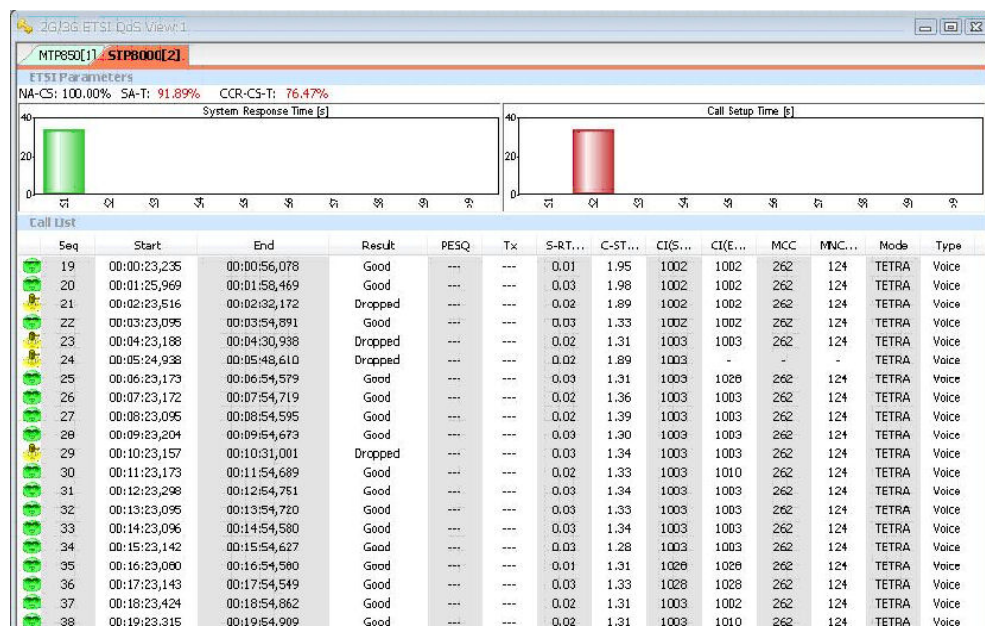 2G/3G ETSI QoS View:1
MTP850[1] STP8000[2]
ETSI Parameters
NA-CS: 100.00% SA-T: 91.89% CCR-CS-T: 76.47%
System Response Time [s] Call Setup Time [s]
40 40
20 20
0 0
Call List
Seq Start End Result PESQ Tx S-RT... C-ST... CI(S... CI(E... MCC MNC... Mode Type
19 00:00:23,235 00:00:56,078 Good --- --- 0.01 1.95 1002 1002 262 124 TETRA Voice
20 00:01:25,969 00:01:58,469 Good --- --- 0.03 1.98 1002 1002 262 124 TETRA Voice
21 00:02:23,516 00:02:32,172 Dropped --- --- 0.02 1.89 1002 1002 262 124 TETRA Voice
22 00:03:23,095 00:03:54,891 Good --- --- 0.03 1.33 1002 1002 262 124 TETRA Voice
23 00:04:23,188 00:04:30,938 Dropped --- --- 0.02 1.31 1003 1003 262 124 TETRA Voice
24 00:05:24,938 00:05:48,610 Dropped --- --- 0.02 1.89 1003 - - - TETRA Voice
25 00:06:23,173 00:06:54,579 Good --- --- 0.03 1.31 1003 1028 262 124 TETRA Voice
26 00:07:23,172 00:07:54,719 Good --- --- 0.02 1.36 1003 1003 262 124 TETRA Voice
27 00:08:23,095 00:08:54,595 Good --- --- 0.02 1.39 1003 1003 262 124 TETRA Voice
28 00:09:23,204 00:09:54,673 Good --- --- 0.03 1.30 1003 1003 262 124 TETRA Voice
29 00:10:23,157 00:10:31,001 Dropped --- --- 0.03 1.34 1003 1003 262 124 TETRA Voice
30 00:11:23,173 00:11:54,689 Good --- --- 0.02 1.33 1003 1010 262 124 TETRA Voice
31 00:12:23,298 00:12:54,751 Good --- --- 0.03 1.34 1003 1003 262 124 TETRA Voice
32 00:13:23,095 00:13:54,720 Good --- --- 0.03 1.33 1003 1003 262 124 TETRA Voice
33 00:14:23,096 00:14:54,580 Good --- --- 0.03 1.34 1003 1003 262 124 TETRA Voice
34 00:15:23,142 00:15:54,627 Good --- --- 0.03 1.28 1003 1003 262 124 TETRA Voice
35 00:16:23,080 00:16:54,580 Good --- --- 0.01 1.31 1028 1028 262 124 TETRA Voice
36 00:17:23,143 00:17:54,549 Good --- --- 0.03 1.33 1028 1028 262 124 TETRA Voice
37 00:18:23,424 00:18:54,862 Good --- --- 0.02 1.31 1003 1002 262 124 TETRA Voice
38 00:19:23,315 00:19:54,909 Good --- --- 0.02 1.31 1003 1010 262 124 TETRA Voice